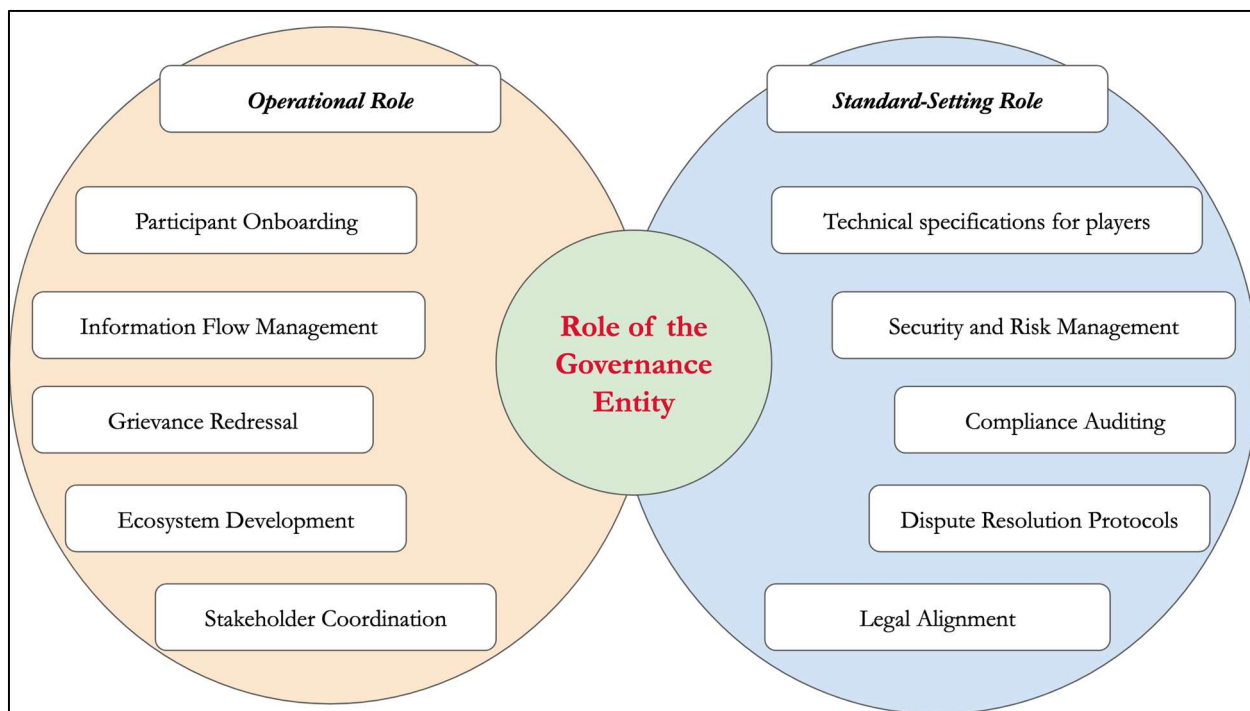 Operational Role
Participant Onboarding
Information Flow Management
Grievance Redressal
Ecosystem Development
Stakeholder Coordination
Role of the
Governance
Entity
Standard-Setting Role
Technical specifications for players
Security and Risk Management
Compliance Auditing
Dispute Resolution Protocols
Legal Alignment